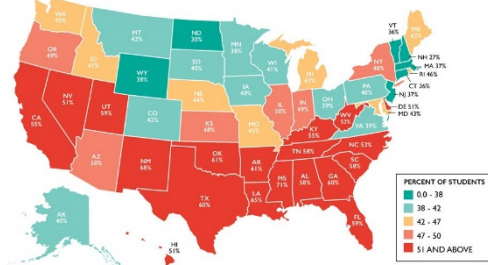 WA
45%
OR
49%
CA
55%
NV
51%
ID
47%
MT
42%
WY
38%
UT
59%
AZ
50%
CO
42%
NM
68%
ND
30%
SD
40%
NE
44%
KS
48%
OK
61%
TX
60%
MN
38%
IA
40%
MO
45%
AR
61%
LA
65%
WI
41%
IL
50%
MI
IN
49%
OH
39%
KY
55%
TN 58%
MS
71%
AL
58%
GA
60%
FL
59%
SC
58%
NC 53%
VA 39%
WV
52%
PA
40%
NY
48%
VT
36%
ME
43%
NH 27%
MA 37%
RI 46%
CT 36%
NJ 37%
DE 51%
MD 43%
AK
40%
HI
51%
PERCENT OF STUDENTS
0.0 - 38
38 - 42
42 - 47
47 - 50
51 AND ABOVE